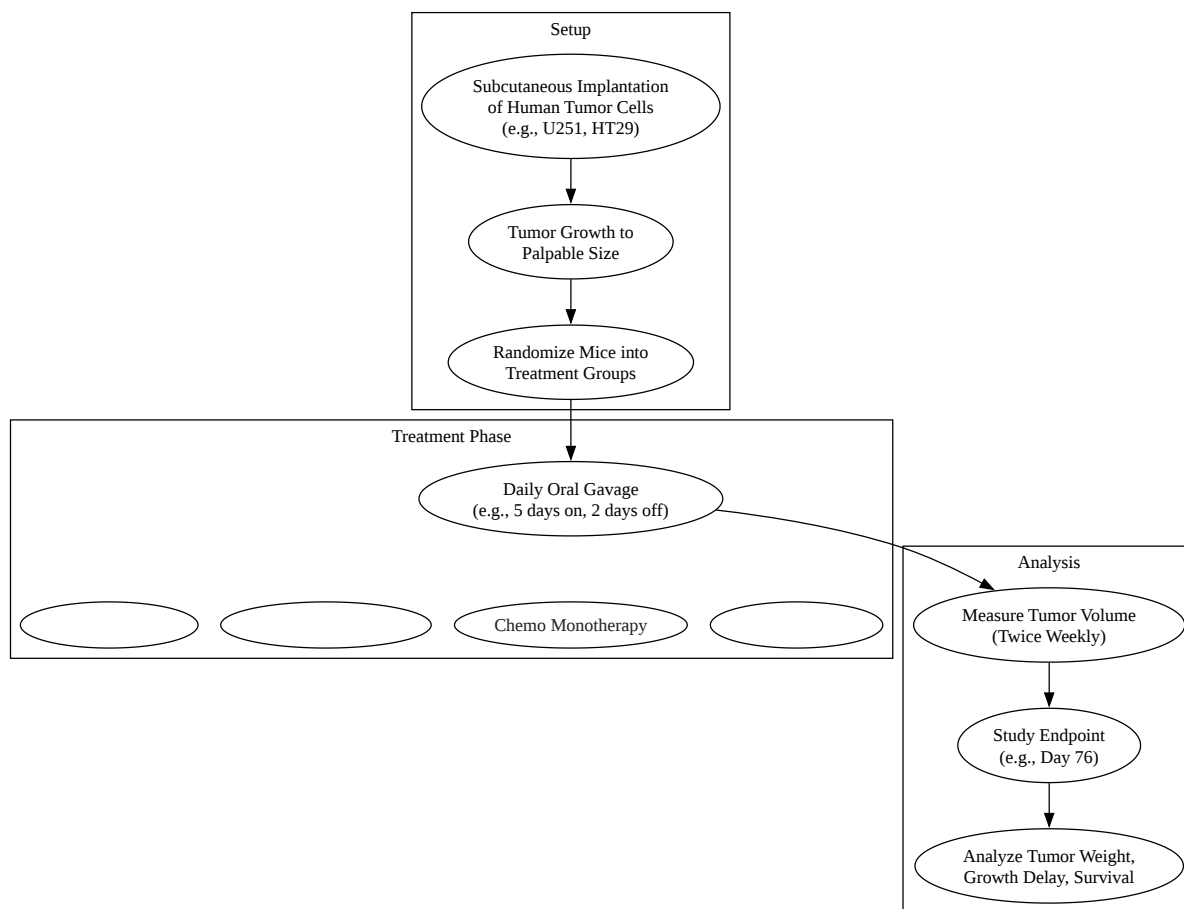 Setup
Subcutaneous Implantation
of Human Tumor Cells
(e.g., U251, HT29)
Tumor Growth to
Palpable Size
Randomize Mice into
Treatment Groups
Treatment Phase
Daily Oral Gavage
(e.g., 5 days on, 2 days off)
Chemo Monotherapy
Analysis
Measure Tumor Volume
(Twice Weekly)
Study Endpoint
(e.g., Day 76)
Analyze Tumor Weight,
Growth Delay, Survival